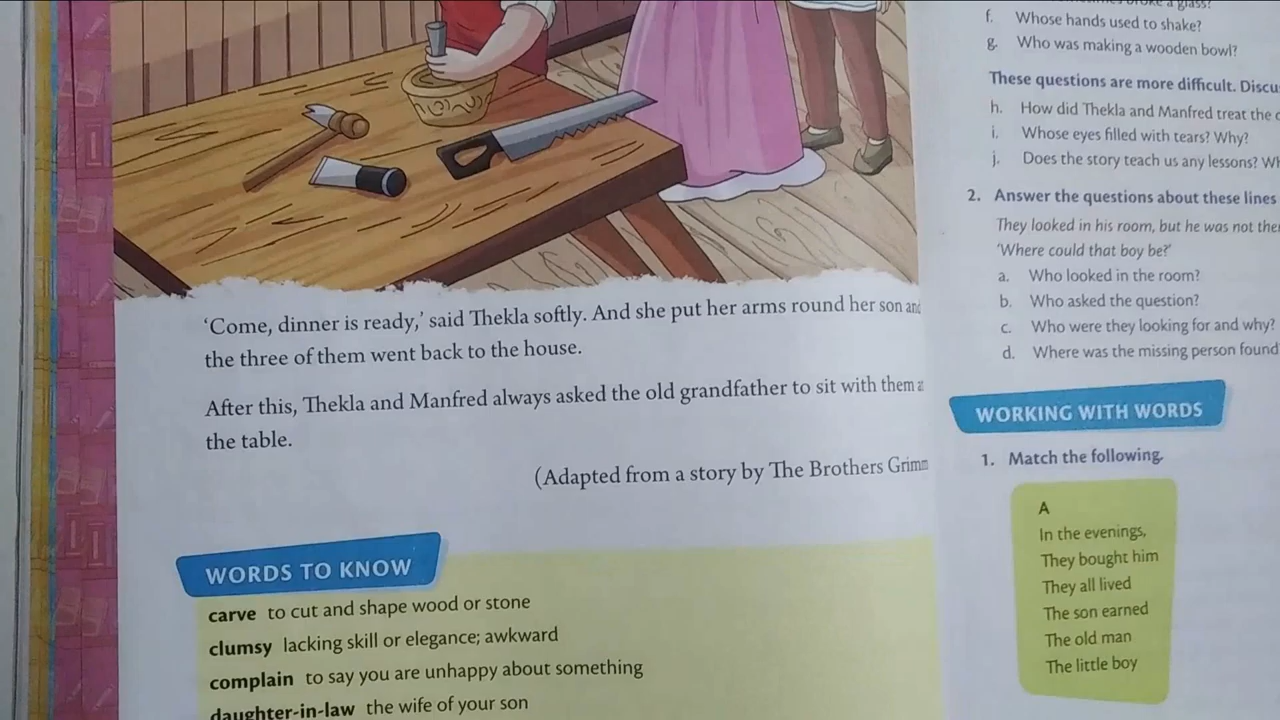 'Come, dinner is ready,' said Thekla softly. And she put her arms round her son and
the three of them went back to the house.
After this, Thekla and Manfred always asked the old grandfather to sit with them
the table.
(Adapted from a story by The Brothers Grimm
WORDS TO KNOW
carve to cut and shape wood or stone
clumsy lacking skill or elegance; awkward
complain to say you are unhappy about something
daughter-in-law the wife of your son
a glass?
f. Whose hands used to shake?
g. Who was making a wooden bowl?
These questions are more difficult.
h. How did Thekla and Manfred treat the
i. Whose eyes filled with tears? Why?
j. Does the story teach us any lessons?
2. Answer the questions about these lines
They looked in his room, but he was not
'Where could that boy be?'
a. Who looked in the room?
b. Who asked the question?
c. Who were they looking for and why?
d. Where was the missing person found
WORKING WITH WORDS
1. Match the following.
A
In the evenings,
They bought him
They all lived
The son earned
The old man
The little boy